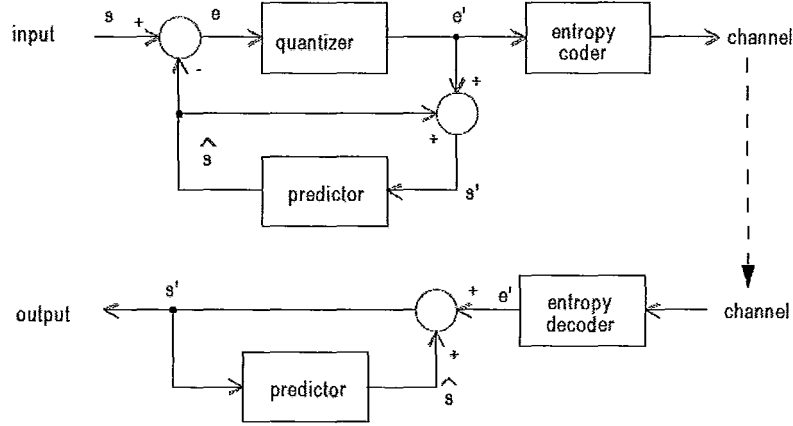 s + e e' entropy
input quantizer coder channel
- +
+
ŝ
predictor s'
s' + e' entropy
output decoder channel
+
predictor ŝ